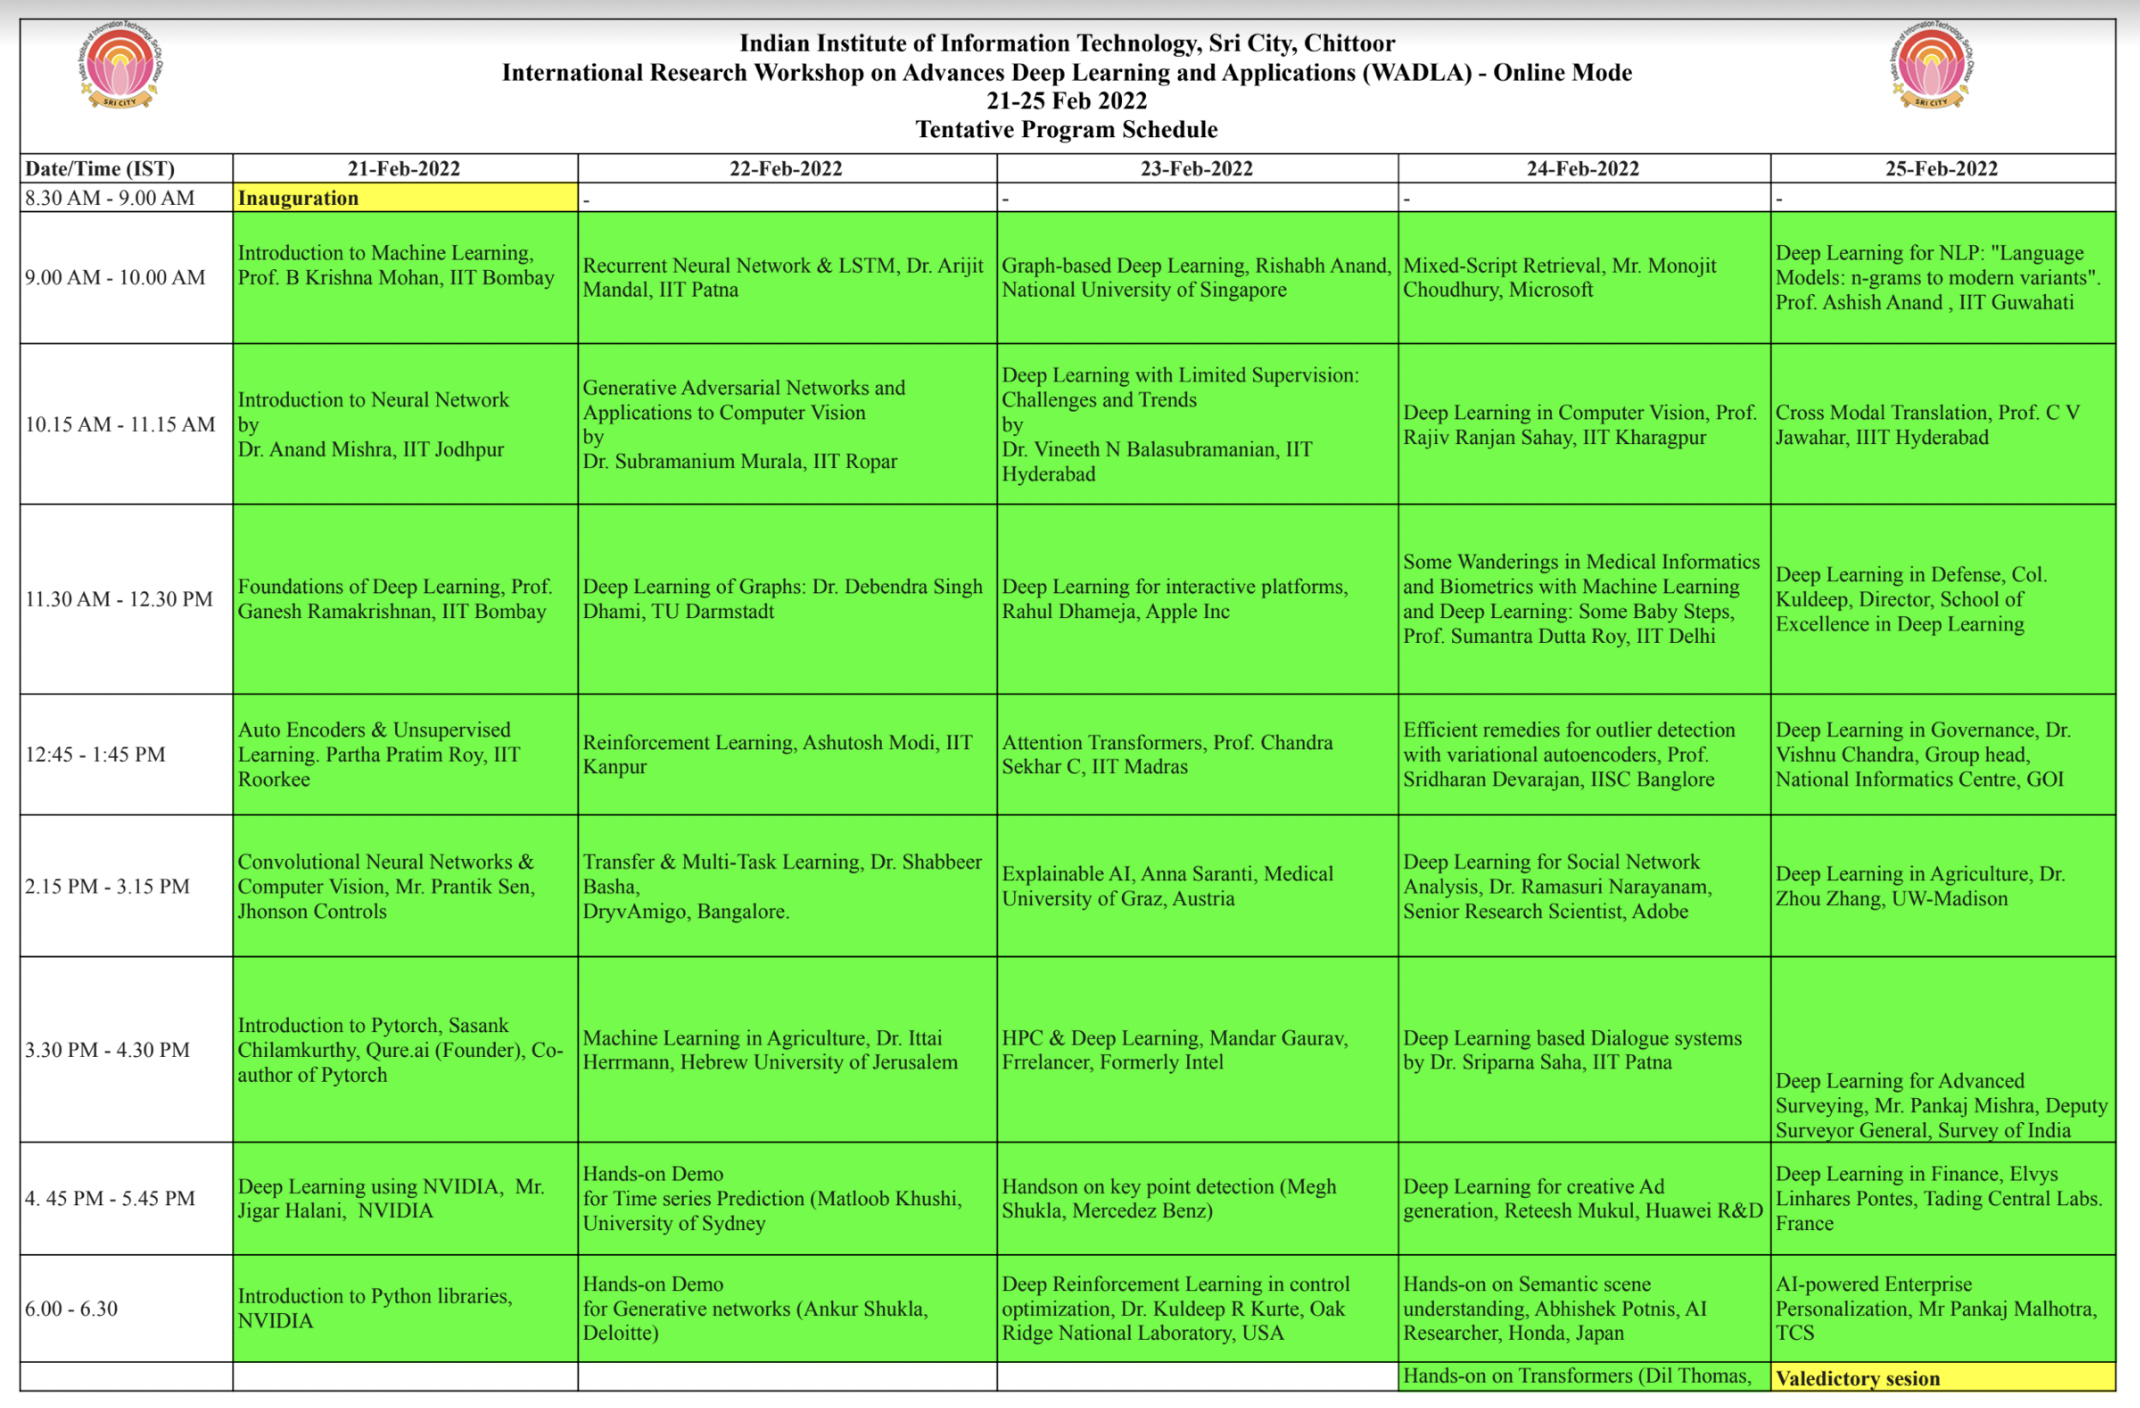 Indian Institute of Information Technology, Sri City, Chittoor
International Research Workshop on Advances Deep Learning and Applications (WADLA) - Online Mode
21-25 Feb 2022
Tentative Program Schedule
Indian Institute of Information Technology, Sri City, Chittoor
SRI CITY
Indian Institute of Information Technology, Sri City, Chittoor
SRI CITY
Date/Time (IST)
21-Feb-2022
22-Feb-2022
23-Feb-2022
24-Feb-2022
25-Feb-2022
8.30 AM - 9.00 AM
Inauguration
-
-
-
-
9.00 AM - 10.00 AM
Introduction to Machine Learning,
Prof. B Krishna Mohan, IIT Bombay
Recurrent Neural Network & LSTM, Dr. Arijit
Mandal, IIT Patna
Graph-based Deep Learning, Rishabh Anand,
National University of Singapore
Mixed-Script Retrieval, Mr. Monojit
Choudhury, Microsoft
Deep Learning for NLP: "Language
Models: n-grams to modern variants".
Prof. Ashish Anand , IIT Guwahati
10.15 AM - 11.15 AM
Introduction to Neural Network
by
Dr. Anand Mishra, IIT Jodhpur
Generative Adversarial Networks and
Applications to Computer Vision
by
Dr. Subramanium Murala, IIT Ropar
Deep Learning with Limited Supervision:
Challenges and Trends
by
Dr. Vineeth N Balasubramanian, IIT
Hyderabad
Deep Learning in Computer Vision, Prof.
Rajiv Ranjan Sahay, IIT Kharagpur
Cross Modal Translation, Prof. C V
Jawahar, IIIT Hyderabad
11.30 AM - 12.30 PM
Foundations of Deep Learning, Prof.
Ganesh Ramakrishnan, IIT Bombay
Deep Learning of Graphs: Dr. Debendra Singh
Dhami, TU Darmstadt
Deep Learning for interactive platforms,
Rahul Dhameja, Apple Inc
Some Wanderings in Medical Informatics
and Biometrics with Machine Learning
and Deep Learning: Some Baby Steps,
Prof. Sumantra Dutta Roy, IIT Delhi
Deep Learning in Defense, Col.
Kuldeep, Director, School of
Excellence in Deep Learning
12:45 - 1:45 PM
Auto Encoders & Unsupervised
Learning. Partha Pratim Roy, IIT
Roorkee
Reinforcement Learning, Ashutosh Modi, IIT
Kanpur
Attention Transformers, Prof. Chandra
Sekhar C, IIT Madras
Efficient remedies for outlier detection
with variational autoencoders, Prof.
Sridharan Devarajan, IISC Banglore
Deep Learning in Governance, Dr.
Vishnu Chandra, Group head,
National Informatics Centre, GOI
2.15 PM - 3.15 PM
Convolutional Neural Networks &
Computer Vision, Mr. Prantik Sen,
Jhonson Controls
Transfer & Multi-Task Learning, Dr. Shabbeer
Basha,
DryvAmigo, Bangalore.
Explainable AI, Anna Saranti, Medical
University of Graz, Austria
Deep Learning for Social Network
Analysis, Dr. Ramasuri Narayanam,
Senior Research Scientist, Adobe
Deep Learning in Agriculture, Dr.
Zhou Zhang, UW-Madison
3.30 PM - 4.30 PM
Introduction to Pytorch, Sasank
Chilamkurthy, Qure.ai (Founder), Co-
author of Pytorch
Machine Learning in Agriculture, Dr. Ittai
Herrmann, Hebrew University of Jerusalem
HPC & Deep Learning, Mandar Gaurav,
Frrelancer, Formerly Intel
Deep Learning based Dialogue systems
by Dr. Sriparna Saha, IIT Patna
Deep Learning for Advanced
Surveying, Mr. Pankaj Mishra, Deputy
Surveyor General, Survey of India
4. 45 PM - 5.45 PM
Deep Learning using NVIDIA, Mr.
Jigar Halani, NVIDIA
Hands-on Demo
for Time series Prediction (Matloob Khushi,
University of Sydney
Handson on key point detection (Megh
Shukla, Mercedez Benz)
Deep Learning for creative Ad
generation, Reteesh Mukul, Huawei R&D
Deep Learning in Finance, Elvys
Linhares Pontes, Tading Central Labs.
France
6.00 - 6.30
Introduction to Python libraries,
NVIDIA
Hands-on Demo
for Generative networks (Ankur Shukla,
Deloitte)
Deep Reinforcement Learning in control
optimization, Dr. Kuldeep R Kurte, Oak
Ridge National Laboratory, USA
Hands-on on Semantic scene
understanding, Abhishek Potnis, AI
Researcher, Honda, Japan
AI-powered Enterprise
Personalization, Mr Pankaj Malhotra,
TCS
Hands-on on Transformers (Dil Thomas,
Valedictory sesion